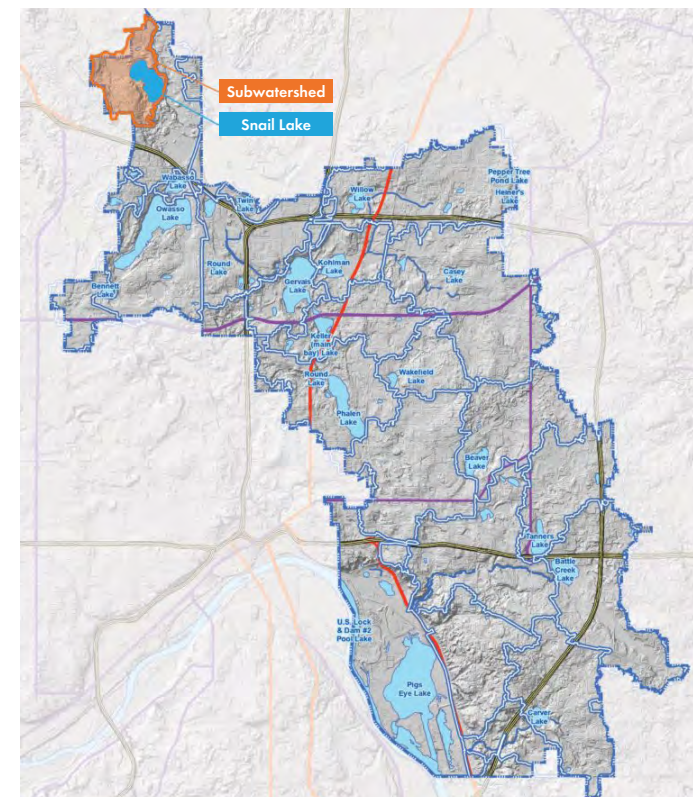 Subwatershed
Snail Lake
Wabasso
Lake
Owasso
Lake
Twin
Lake
Willow
Lake
Pepper Tree
Pond Lake
Heiner's
Lake
Bennett
Lake
Round
Lake
Kohlman
Lake
Gervais
Lake
Casey
Lake
Keller
(main
bay) Lake
Round
Lake
Wakefield
Lake
Phalen
Lake
Beaver
Lake
Tanners
Lake
Battle
Creek
Lake
U.S. Lock
& Dam #2
Pool Lake
Pigs
Eye Lake
Carver
Lake